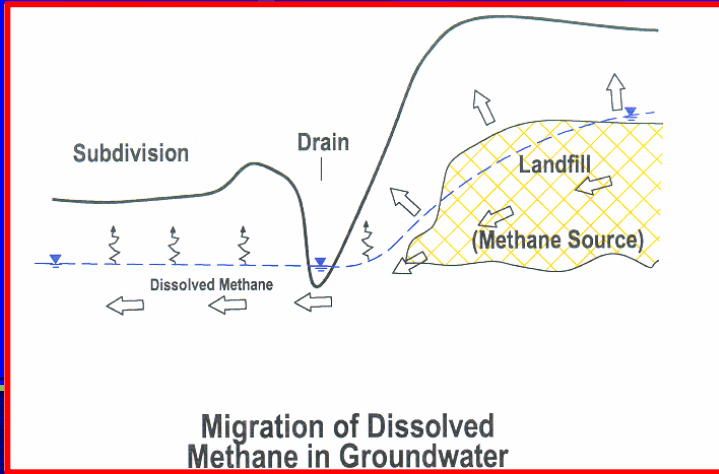 Subdivision
Drain
Landfill
(Methane Source)
Dissolved Methane
Migration of Dissolved
Methane in Groundwater